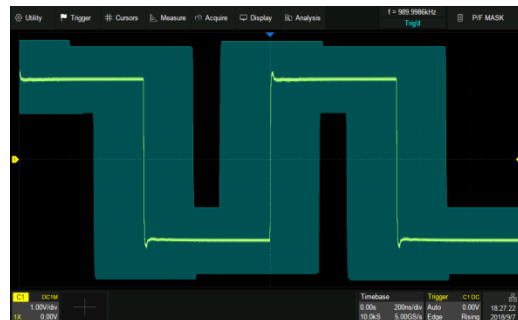 Utility Trigger Cursors Measure Acquire Display Analysis f = 989.9986kHz P/F MASK
Trig'd
C1 DC1M
1.00V/div
1X 0.00V
Timebase
0.00s 200ns/div
10.0kS 5.00GS/s
Trigger C1 DC
Auto 0.00V
Edge Rising
18:27:22
2018/9/7